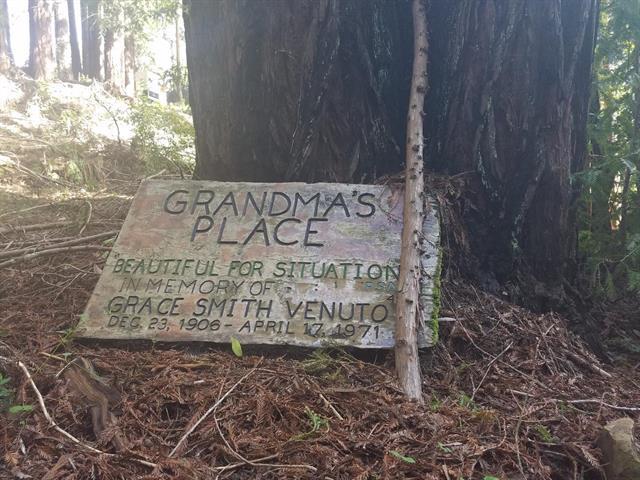 GRANDMA'S
PLACE
"BEAUTIFUL FOR SITUATION
IN MEMORY OF
GRACE SMITH VENUTO
DEC. 23, 1906 - APRIL 17, 1971